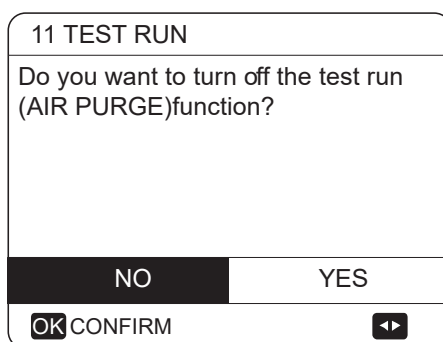 11 TEST RUN
Do you want to turn off the test run
(AIR PURGE)function?
NO YES
OK CONFIRM